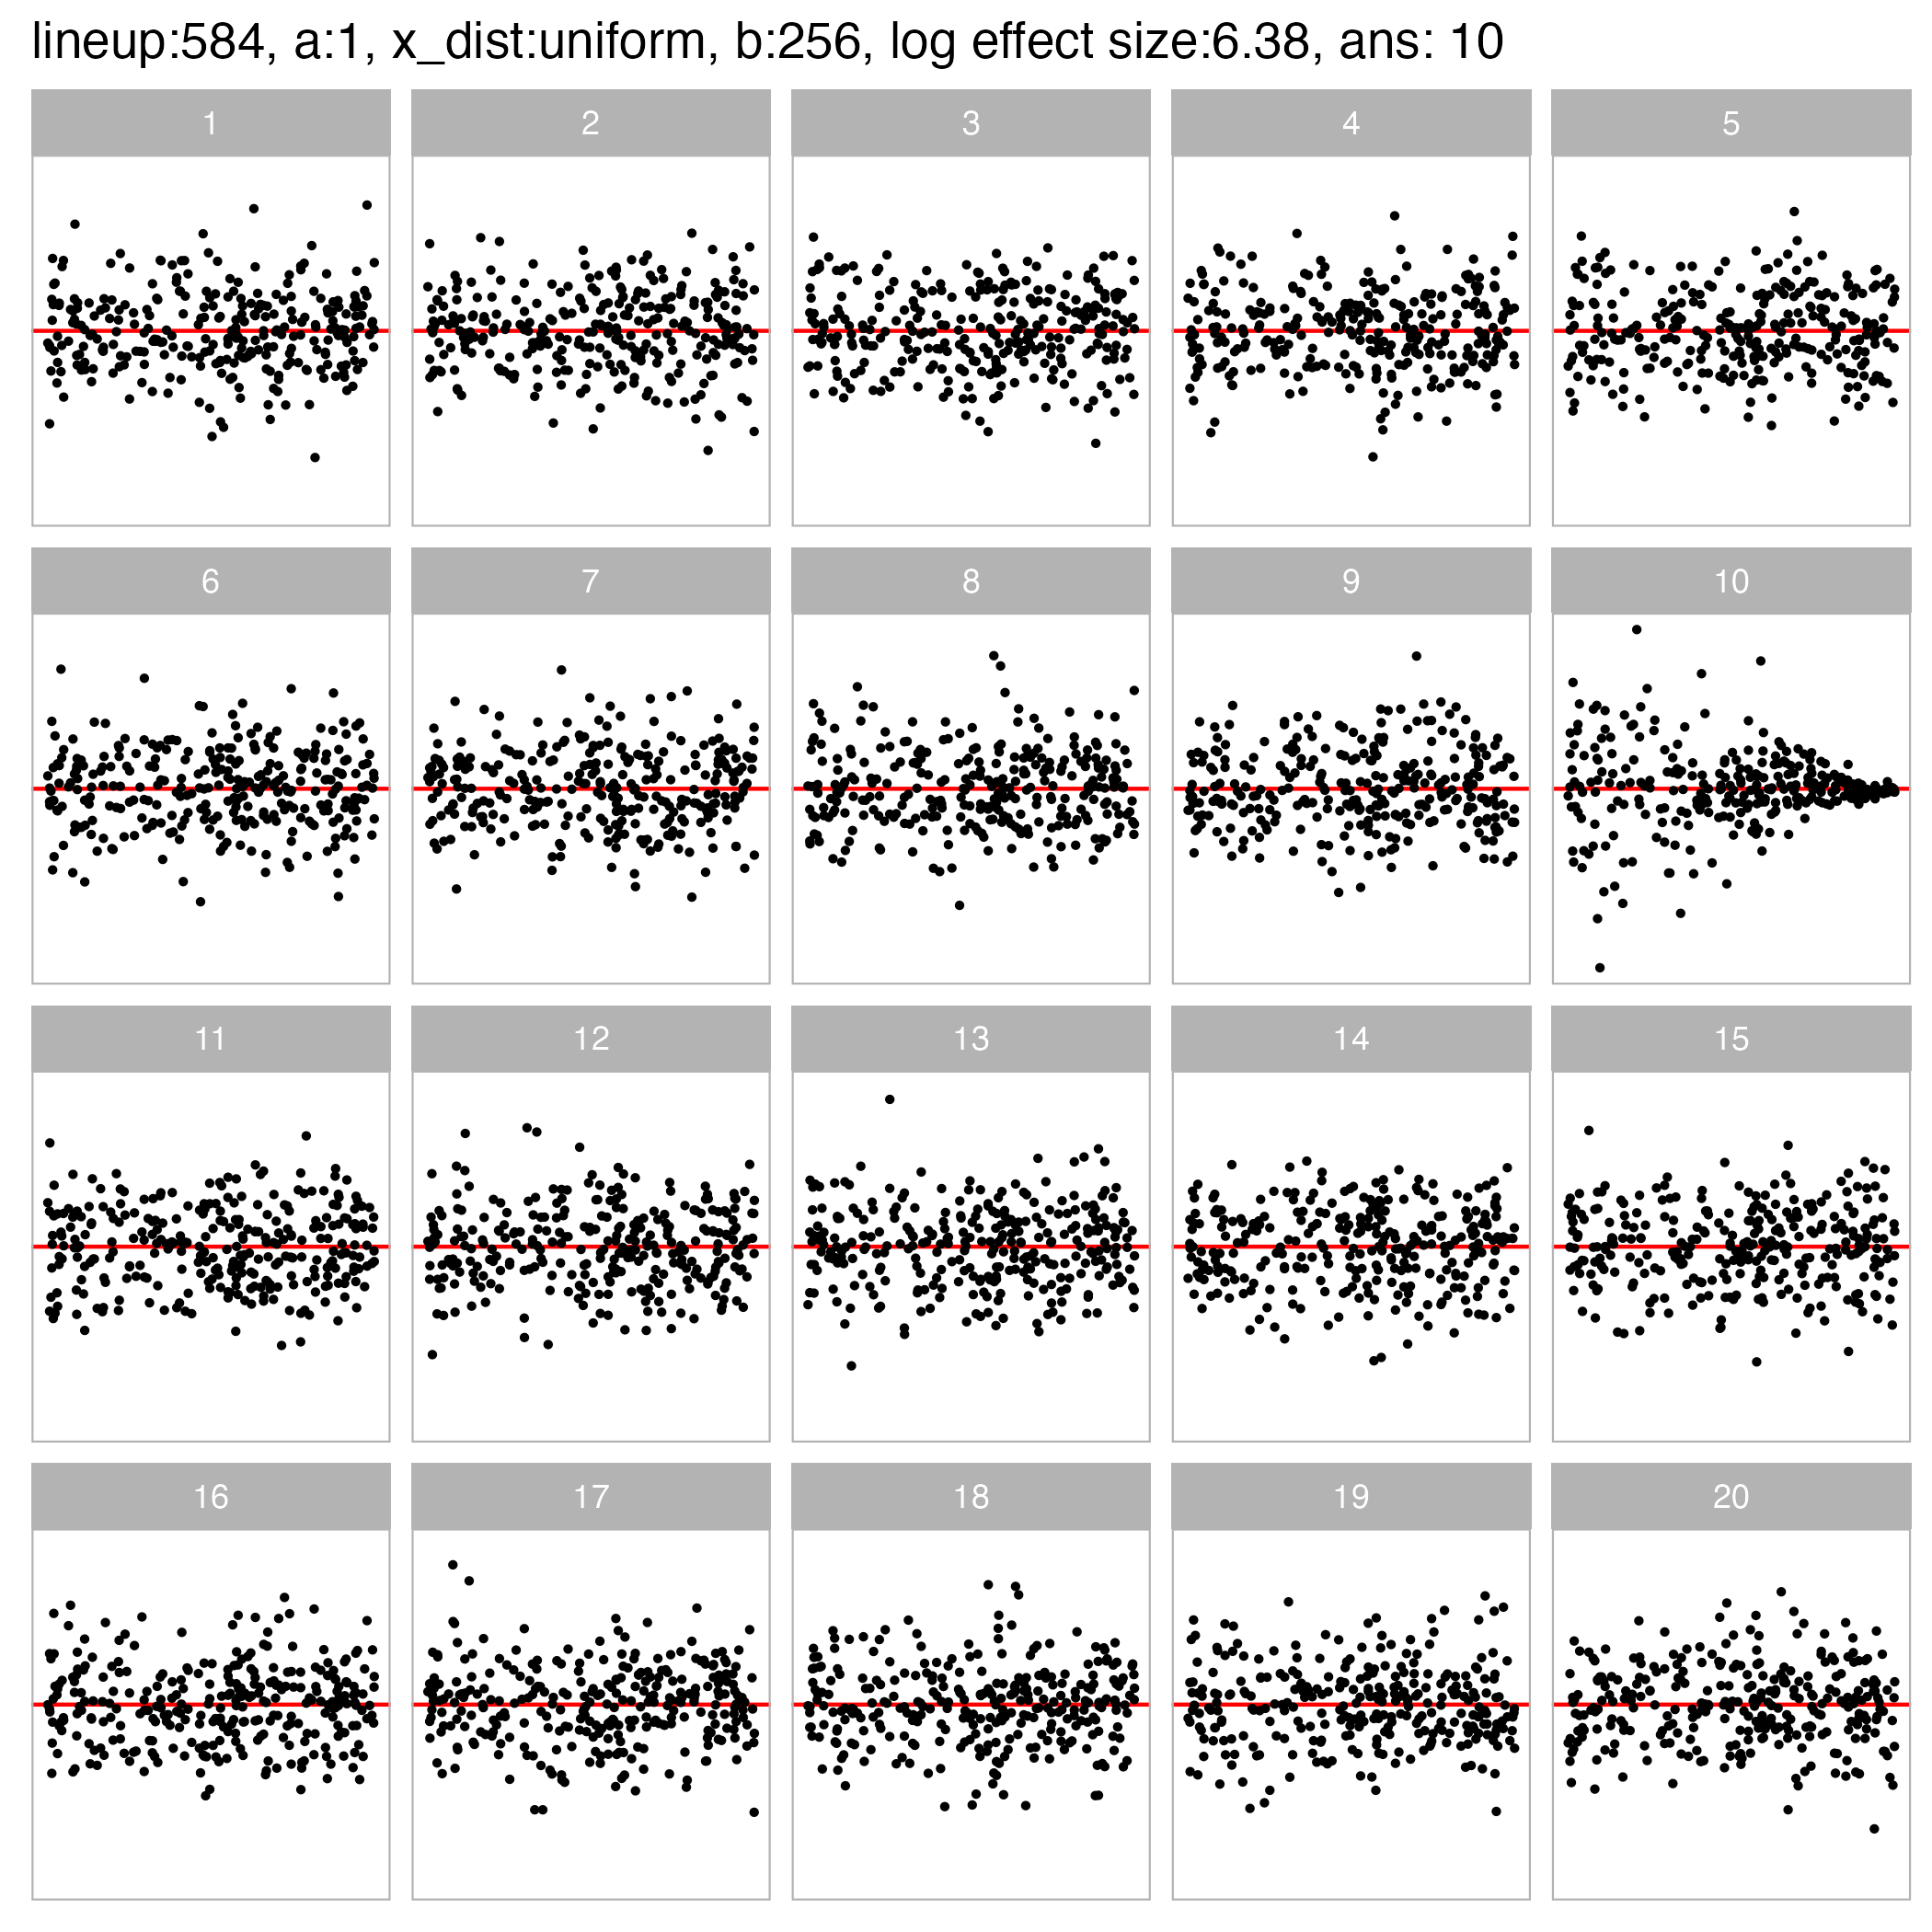 lineup:584, a:1, x_dist:uniform, b:256, log effect size:6.38, ans: 10
1 2 3 4 5
6 7 8 9 10
11 12 13 14 15
16 17 18 19 20